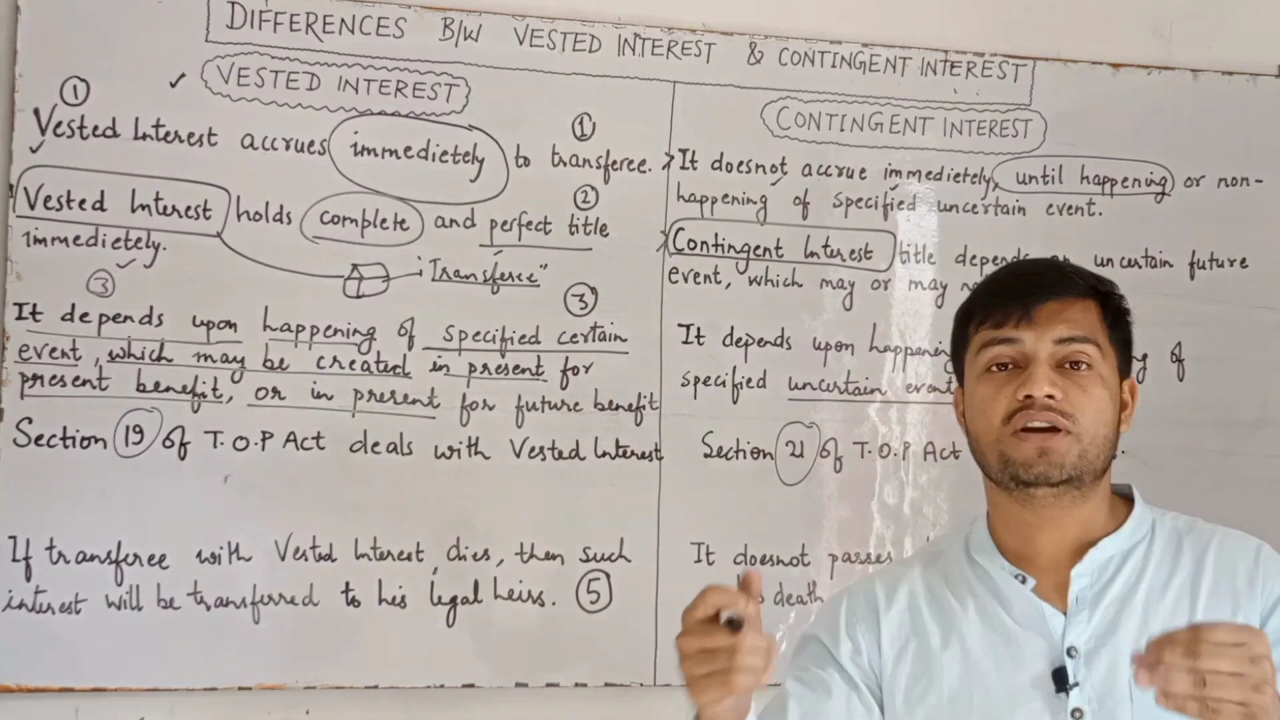 DIFFERENCES B/W VESTED INTEREST & CONTINGENT INTEREST
✓ VESTED INTEREST
①
Vested Interest accrues immedietely to transferee.
①
②
Vested Interest holds complete and perfect title
immedietely.
"Transferee"
③
③
It depends upon happening of specified certain
event, which may be created in present for
present benefit, or in present for future benefit
Section 19 of T.O.P Act deals with Vested Interest
If transferee with Vested Interest dies, then such
interest will be transferred to his legal heirs. ⑤
CONTINGENT INTEREST
It doesnot accrue immedietely, until happening or non-
happening of specified uncertain event.
Contingent Interest title depends uncertain future
event, which may or may
It depends upon happening of
specified uncertain event
Section 21 of T.O.P Act
It doesnot passes
death